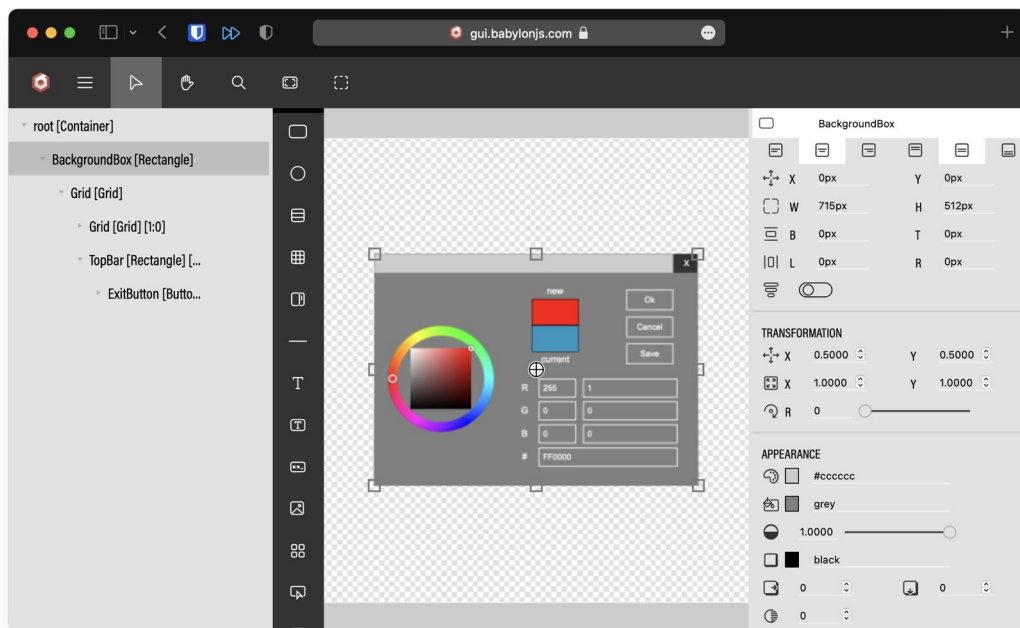 gui.babylonjs.com
root [Container]
BackgroundBox [Rectangle]
Grid [Grid]
Grid [Grid] [1:0]
TopBar [Rectangle] [...
ExitButton [Butto...
T
T
X
new
current
Ok
Cancel
Save
R 255 1
G 0 0
B 0 0
# FF0000
BackgroundBox
X 0px Y 0px
W 715px H 512px
B 0px T 0px
L 0px R 0px
TRANSFORMATION
X 0.5000 Y 0.5000
X 1.0000 Y 1.0000
R 0
APPEARANCE
#cccccc
grey
1.0000
black
0 0
0